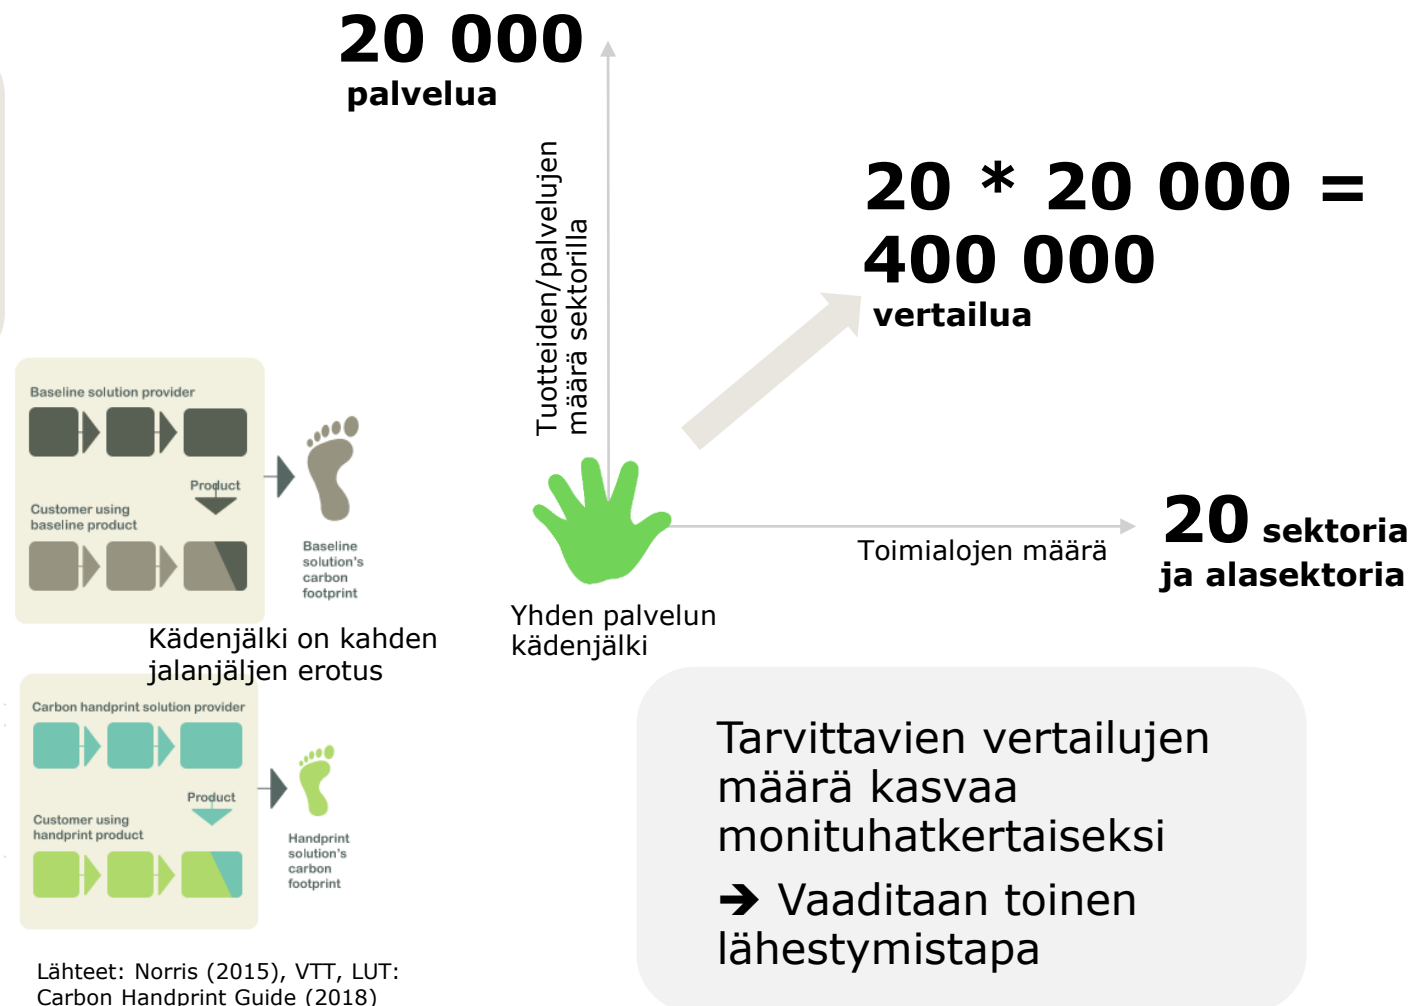 20 000
palvelua
Tuotteiden/palvelujen
määrä sektorilla
20 * 20 000 =
400 000
vertailua
Baseline solution provider
Product
Customer using
baseline product
Baseline
solution's
carbon
footprint
Kädenjälki on kahden
jalanjäljen erotus
Carbon handprint solution provider
Product
Customer using
handprint product
Handprint
solution's
carbon
footprint
Lähteet: Norris (2015), VTT, LUT:
Carbon Handprint Guide (2018)
Yhden palvelun
kädenjälki
Toimialojen määrä
20 sektoria
ja alasektoria
Tarvittavien vertailujen
määrä kasvaa
monituhatkertaiseksi
➔ Vaaditaan toinen
lähestymistapa